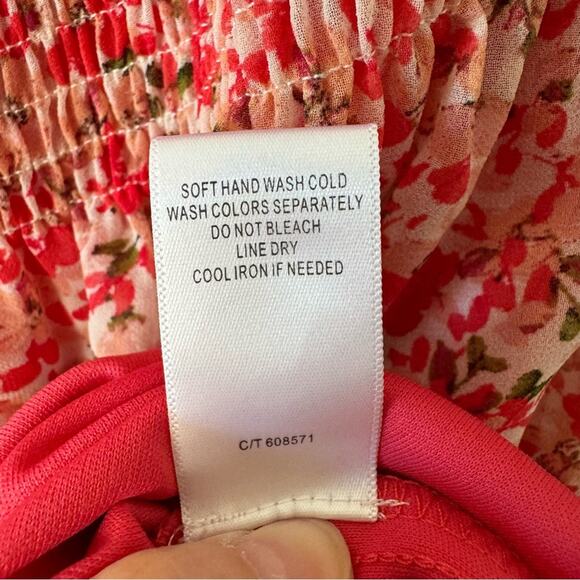 SOFT HAND WASH COLD
WASH COLORS SEPARATELY
DO NOT BLEACH
LINE DRY
COOL IRON IF NEEDED
C/T 608571